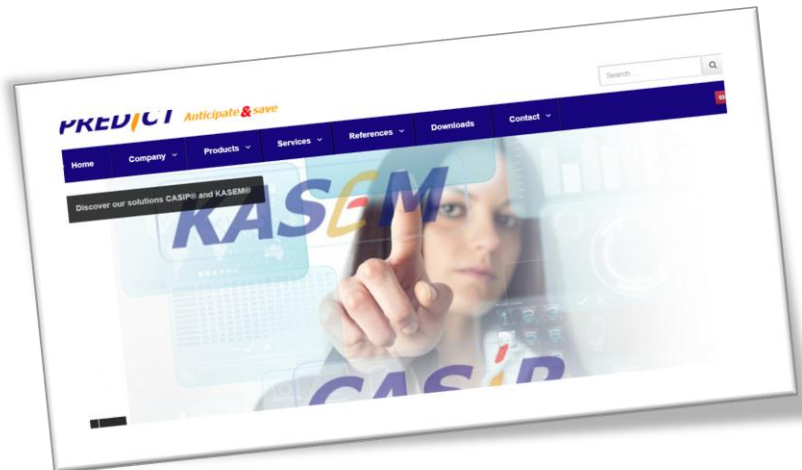 PREDiCT Anticipate & save
Search ...
Home Company Products Services References Downloads Contact
Discover our solutions CASIP® and KASEM®
KASEM
CASIP